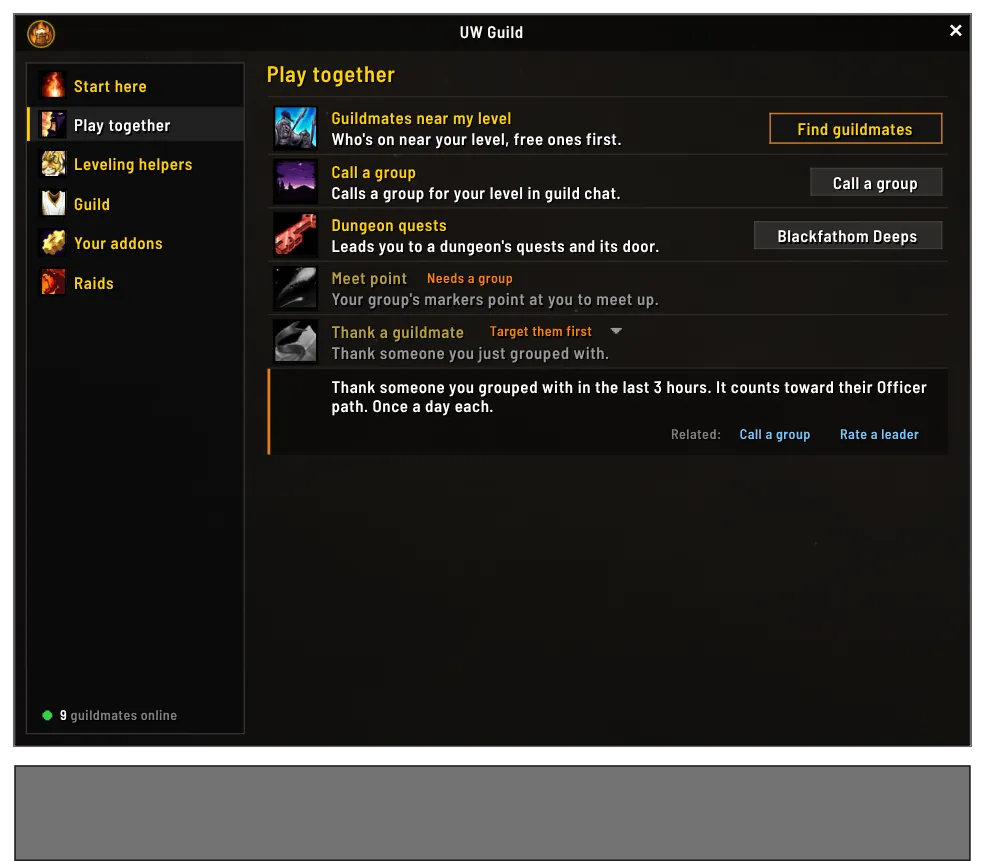 UW Guild
Start here
Play together
Leveling helpers
Guild
Your addons
Raids
9 guildmates online
Play together
Guildmates near my level
Who's on near your level, free ones first.
Find guildmates
Call a group
Calls a group for your level in guild chat.
Call a group
Dungeon quests
Leads you to a dungeon's quests and its door.
Blackfathom Deeps
Meet point Needs a group
Your group's markers point at you to meet up.
Thank a guildmate Target them first
Thank someone you just grouped with.
Thank someone you grouped with in the last 3 hours. It counts toward their Officer
path. Once a day each.
Related: Call a group Rate a leader